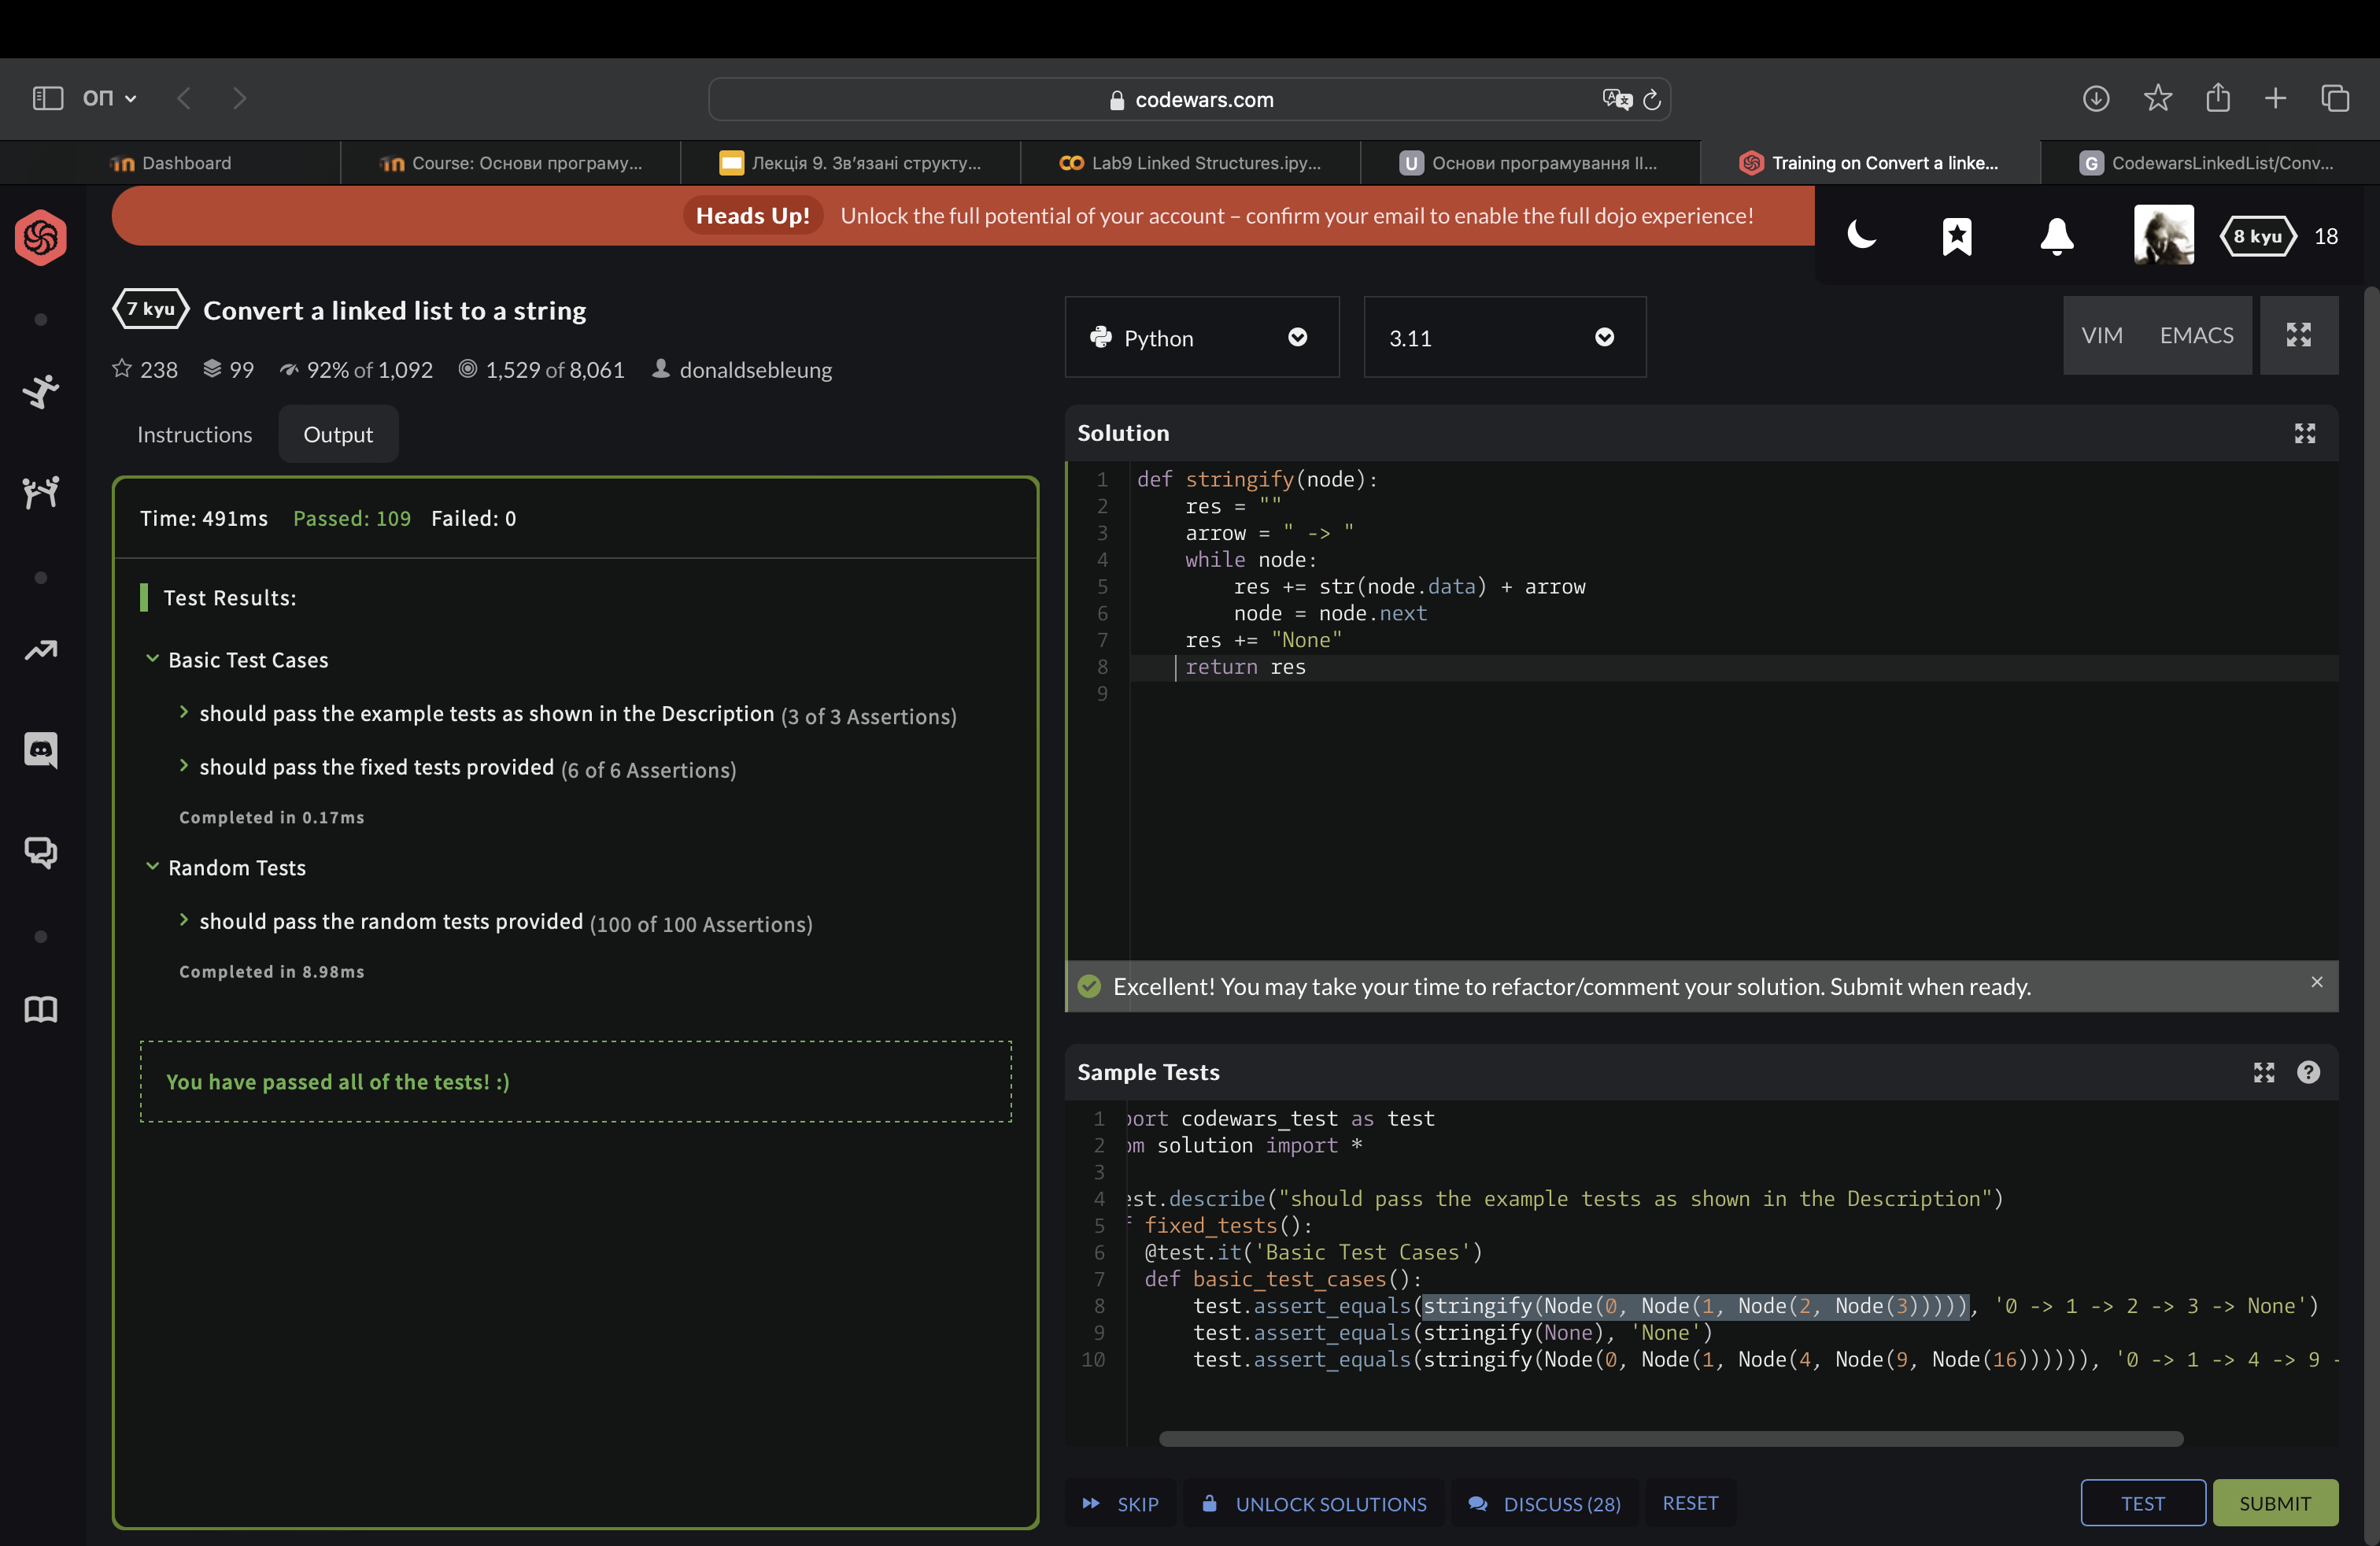 ОП
codewars.com
Dashboard
Course: Основи програму...
Лекція 9. Зв'язані структу...
Lab9 Linked Structures.ipy...
U Основи програмування ІІ...
Training on Convert a linke...
G CodewarsLinkedList/Conv...
Heads Up! Unlock the full potential of your account – confirm your email to enable the full dojo experience!
8 kyu 18
7 kyu Convert a linked list to a string
238 99 92% of 1,092 1,529 of 8,061 donaldsebleung
Instructions Output
Time: 491ms Passed: 109 Failed: 0
Test Results:
Basic Test Cases
should pass the example tests as shown in the Description (3 of 3 Assertions)
should pass the fixed tests provided (6 of 6 Assertions)
Completed in 0.17ms
Random Tests
should pass the random tests provided (100 of 100 Assertions)
Completed in 8.98ms
You have passed all of the tests! :)
Python 3.11 VIM EMACS
Solution
1 def stringify(node):
2 res = ""
3 arrow = " -> "
4 while node:
5 res += str(node.data) + arrow
6 node = node.next
7 res += "None"
8 return res
9
Excellent! You may take your time to refactor/comment your solution. Submit when ready.
Sample Tests
1 port codewars_test as test
2 om solution import *
3
4 est.describe("should pass the example tests as shown in the Description")
5 f fixed_tests():
6 @test.it('Basic Test Cases')
7 def basic_test_cases():
8 test.assert_equals(stringify(Node(0, Node(1, Node(2, Node(3))))), '0 -> 1 -> 2 -> 3 -> None')
9 test.assert_equals(stringify(None), 'None')
10 test.assert_equals(stringify(Node(0, Node(1, Node(4, Node(9, Node(16)))))), '0 -> 1 -> 4 -> 9 -
SKIP UNLOCK SOLUTIONS DISCUSS (28) RESET TEST SUBMIT